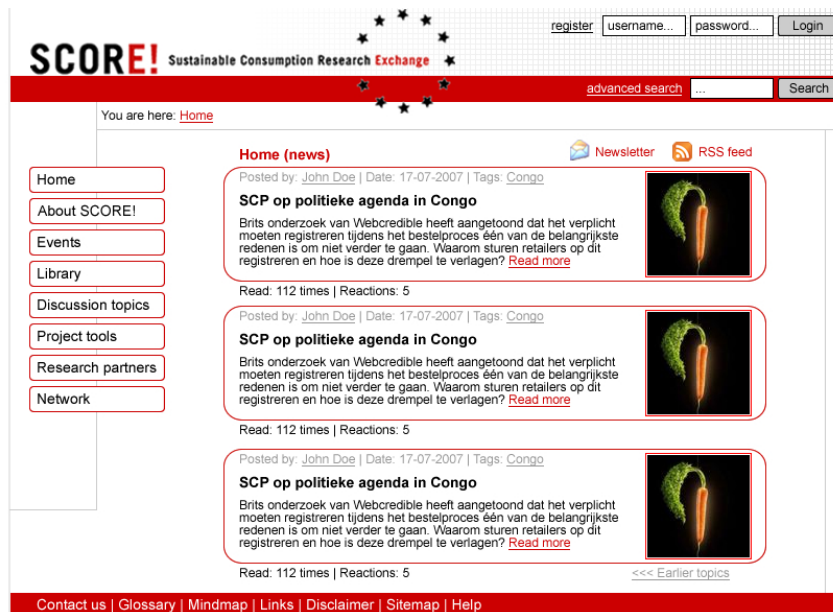 register username... password... Login
SCORE! Sustainable Consumption Research Exchange
advanced search ... Search
You are here: Home
Home (news)
Newsletter RSS feed
Home
About SCORE!
Events
Library
Discussion topics
Project tools
Research partners
Network
Posted by: John Doe | Date: 17-07-2007 | Tags: Congo
SCP op politieke agenda in Congo
Brits onderzoek van Webcredible heeft aangetoond dat het verplicht
moeten registreren tijdens het bestelproces één van de belangrijkste
redenen is om niet verder te gaan. Waarom sturen retailers op dit
registreren en hoe is deze drempel te verlagen? Read more
Read: 112 times | Reactions: 5
Posted by: John Doe | Date: 17-07-2007 | Tags: Congo
SCP op politieke agenda in Congo
Brits onderzoek van Webcredible heeft aangetoond dat het verplicht
moeten registreren tijdens het bestelproces één van de belangrijkste
redenen is om niet verder te gaan. Waarom sturen retailers op dit
registreren en hoe is deze drempel te verlagen? Read more
Read: 112 times | Reactions: 5
Posted by: John Doe | Date: 17-07-2007 | Tags: Congo
SCP op politieke agenda in Congo
Brits onderzoek van Webcredible heeft aangetoond dat het verplicht
moeten registreren tijdens het bestelproces één van de belangrijkste
redenen is om niet verder te gaan. Waarom sturen retailers op dit
registreren en hoe is deze drempel te verlagen? Read more
Read: 112 times | Reactions: 5
<<< Earlier topics
Contact us | Glossary | Mindmap | Links | Disclaimer | Sitemap | Help